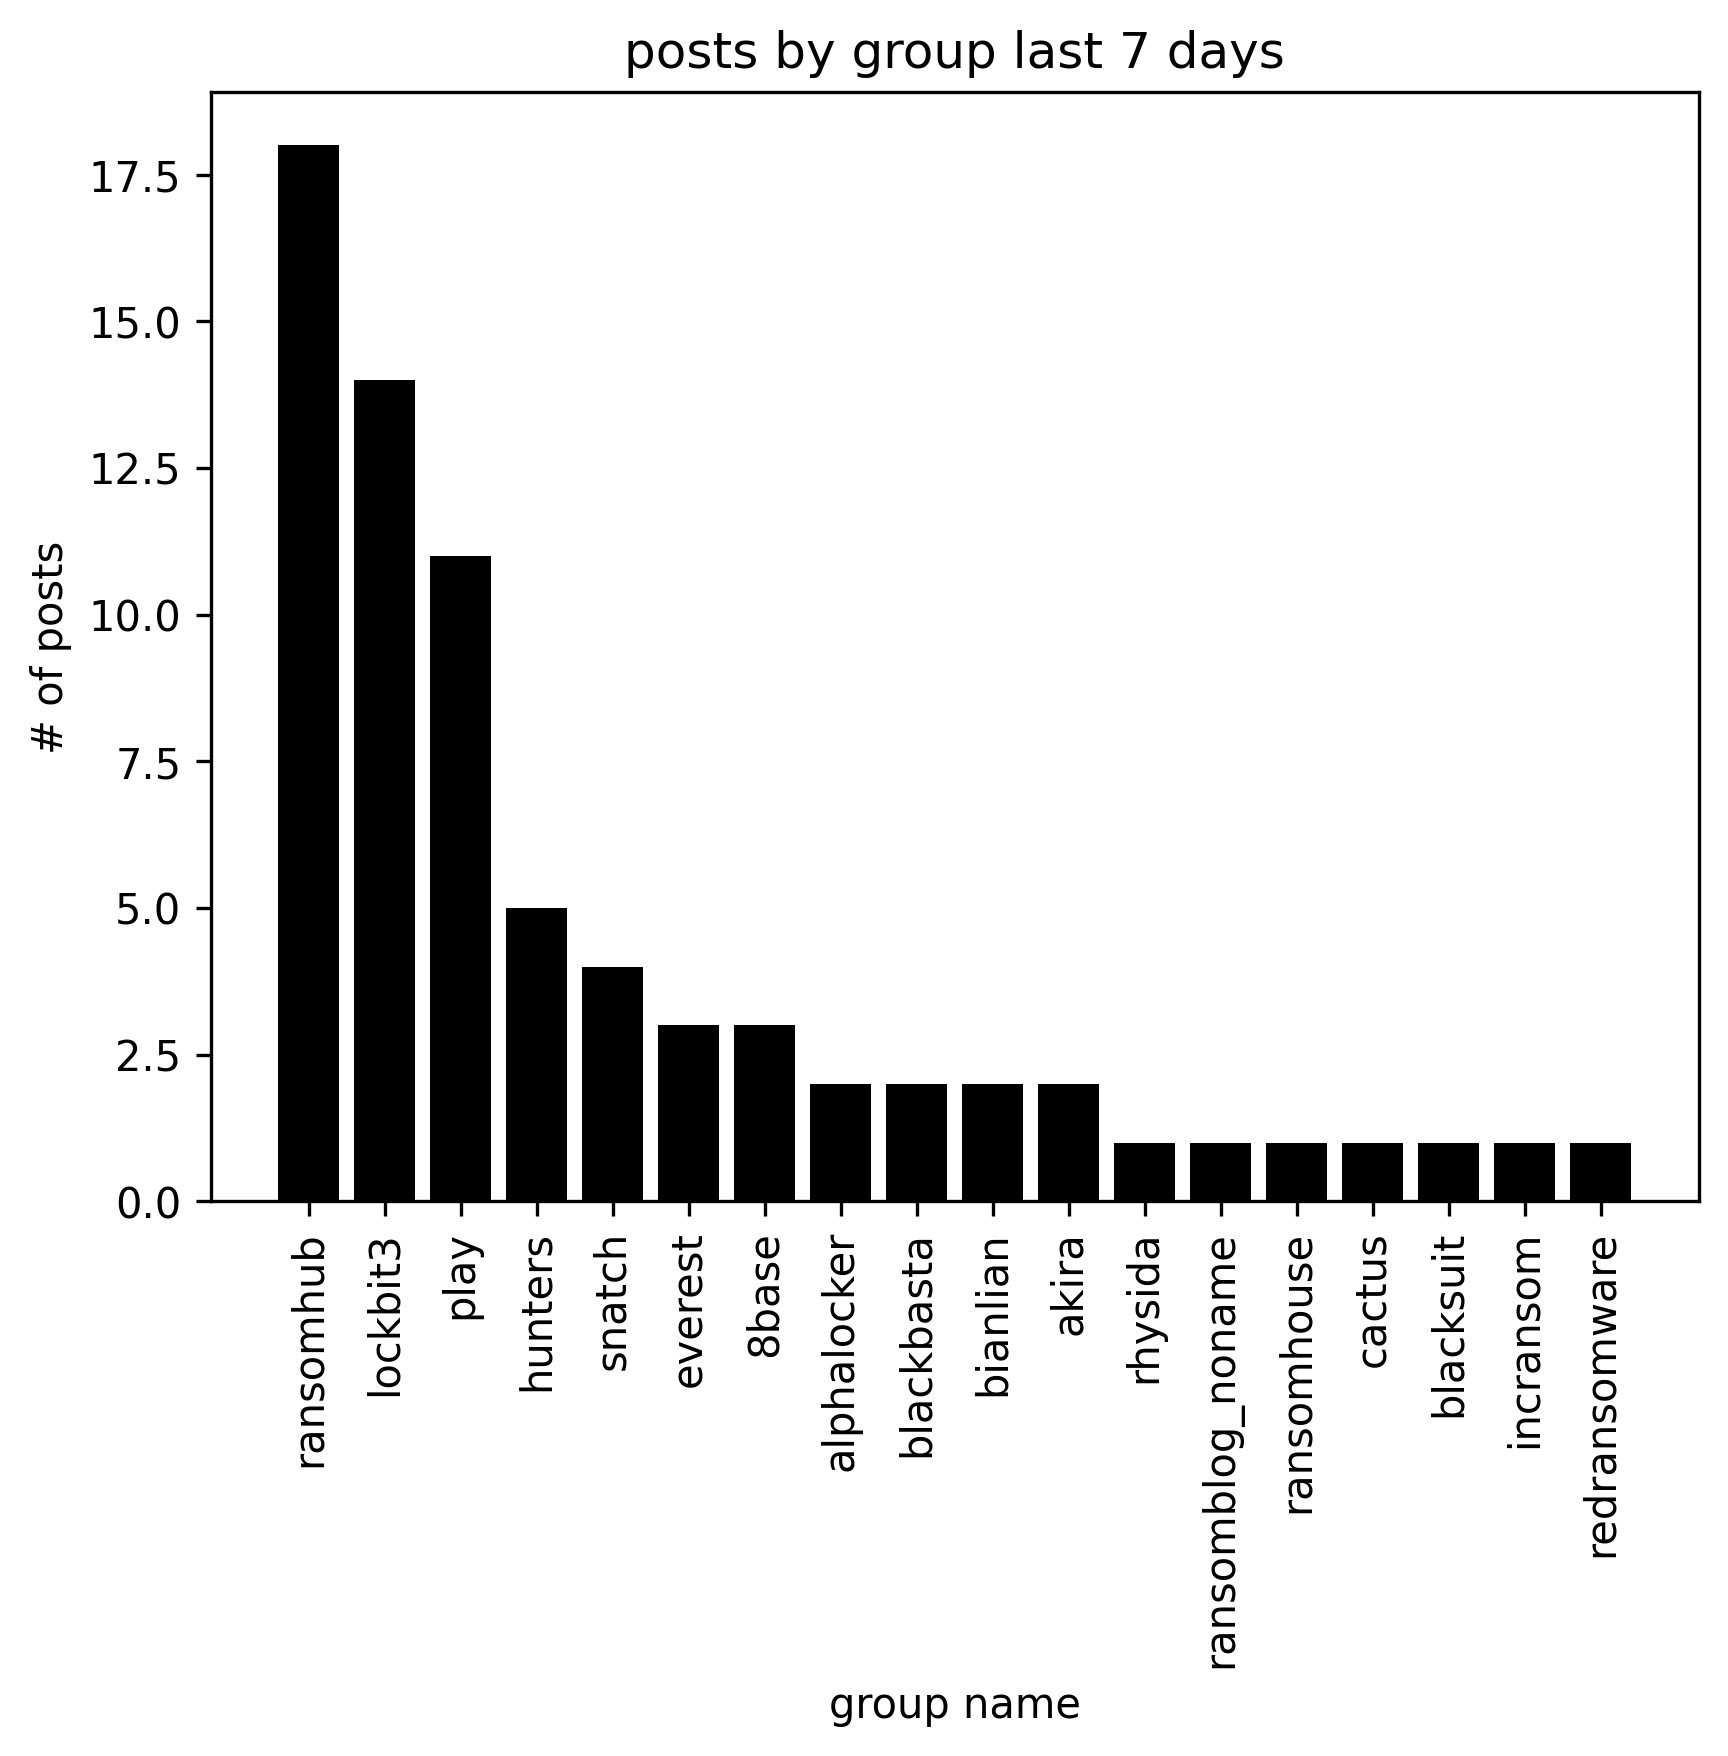 posts by group last 7 days
# of posts
17.5
15.0
12.5
10.0
7.5
5.0
2.5
0.0
ransomhub
lockbit3
play
hunters
snatch
everest
8base
alphalocker
blackbasta
bianlian
akira
rhysida
ransomblog_noname
ransomhouse
cactus
blacksuit
incransom
redransomware
group name